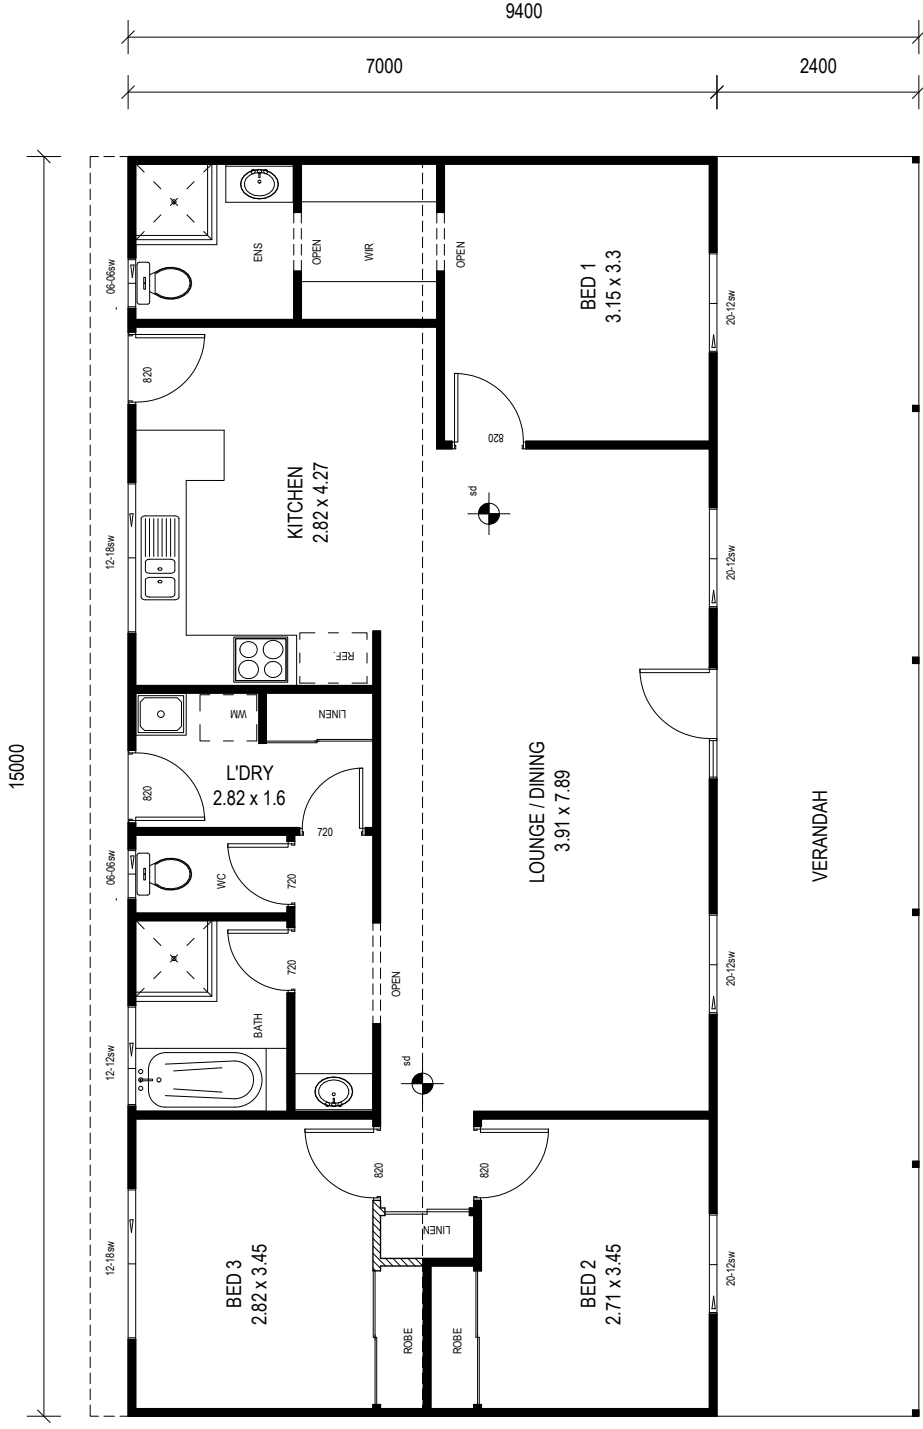 9400
7000
2400
15000
ENS
OPEN
WIR
OPEN
BED 1
3.15 x 3.3
06-06sw
20-12sw
820
820
KITCHEN
2.82 x 4.27
sd
12-18sw
20-12sw
REF.
WM
LINEN
L'DRY
2.82 x 1.6
820
720
LOUNGE / DINING
3.91 x 7.89
VERANDAH
06-06sw
WC
720
720
OPEN
20-12sw
BATH
12-12sw
sd
820
820
LINEN
12-18sw
BED 3
2.82 x 3.45
BED 2
2.71 x 3.45
20-12sw
ROBE
ROBE